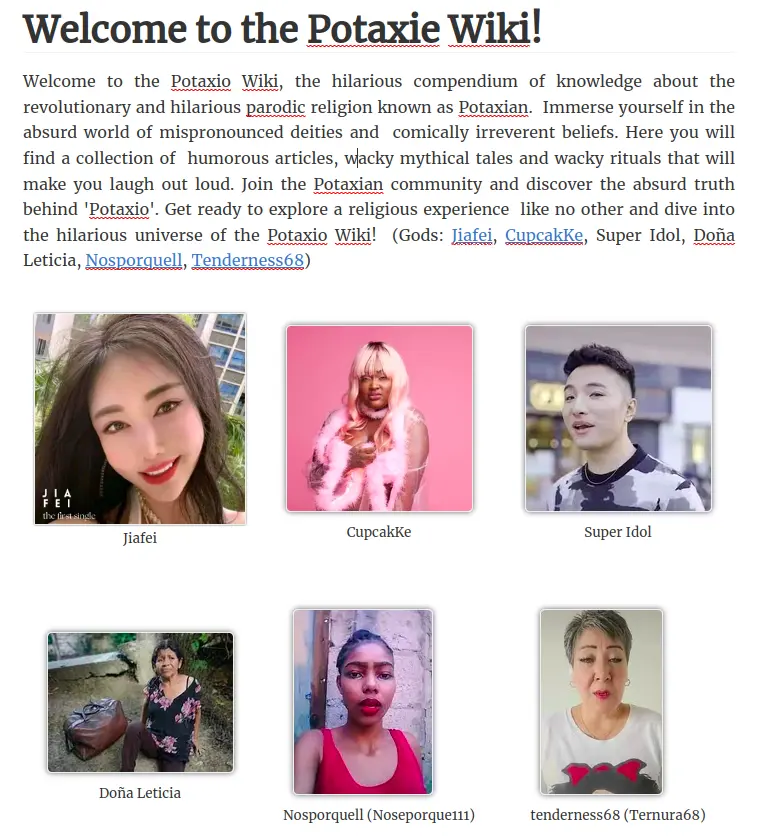 Welcome to the Potaxie Wiki!
Welcome to the Potaxio Wiki, the hilarious compendium of knowledge about the
revolutionary and hilarious parodic religion known as Potaxian. Immerse yourself in the
absurd world of mispronounced deities and comically irreverent beliefs. Here you will
find a collection of humorous articles, wacky mythical tales and wacky rituals that will
make you laugh out loud. Join the Potaxian community and discover the absurd truth
behind 'Potaxio'. Get ready to explore a religious experience like no other and dive into
the hilarious universe of the Potaxio Wiki! (Gods: Jiafei, CupcakKe, Super Idol, Doña
Leticia, Nosporquell, Tenderness68)
JIA
FEI
the first single
Jiafei
CupcakKe
Super Idol
Doña Leticia
Nosporquell (Noseporque111)
tenderness68 (Ternura68)